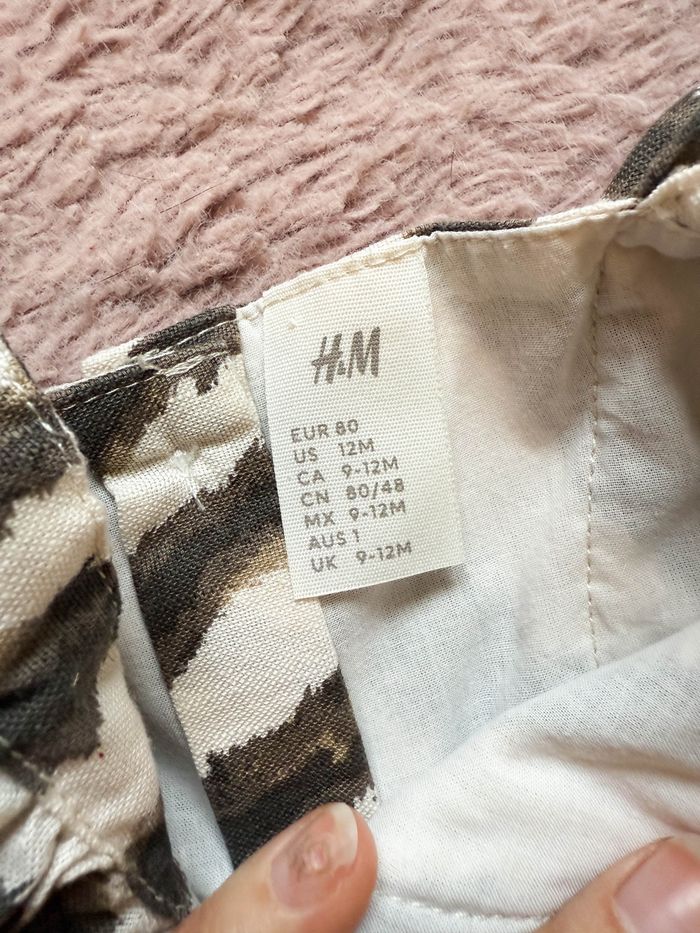 H&M
EUR 80
US 12M
CA 9-12M
CN 80/48
MX 9-12M
AUS 1
UK 9-12M